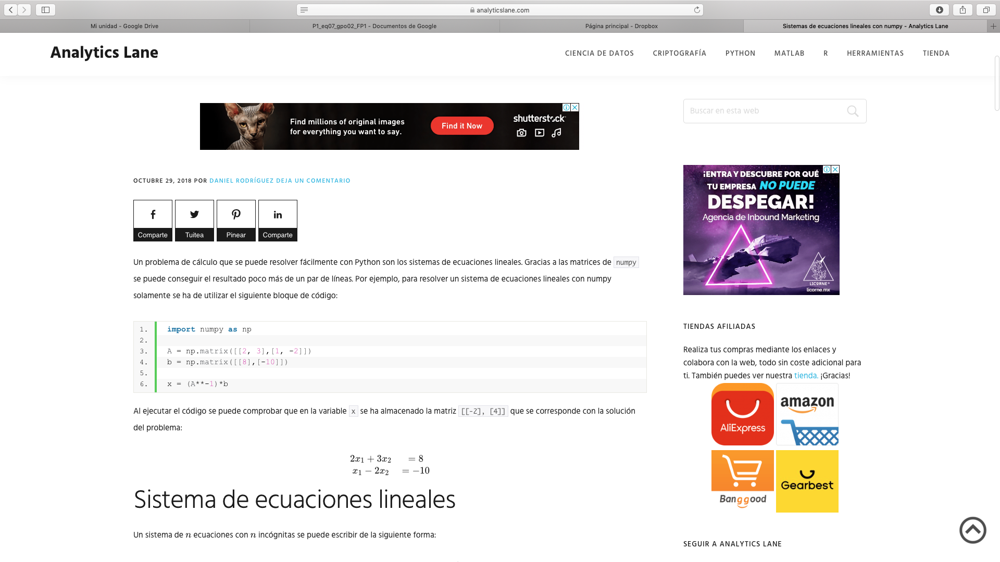 analyticslane.com
Mi unidad - Google Drive
P1_eq07_gpo02_FP1 - Documentos de Google
Página principal - Dropbox
Sistemas de ecuaciones lineales con numpy - Analytics Lane
Analytics Lane
CIENCIA DE DATOS
CRIPTOGRAFÍA
PYTHON
MATLAB
R
HERRAMIENTAS
TIENDA
Find millions of original images
for everything you want to say.
Find it Now
shutterstock
Buscar en esta web
OCTUBRE 29, 2018 POR DANIEL RODRÍGUEZ DEJA UN COMENTARIO
Comparte
Tuitea
Pinear
Comparte
Un problema de cálculo que se puede resolver fácilmente con Python son los sistemas de ecuaciones lineales. Gracias a las matrices de numpy
se puede conseguir el resultado poco más de un par de líneas. Por ejemplo, para resolver un sistema de ecuaciones lineales con numpy
solamente se ha de utilizar el siguiente bloque de código:
1. import numpy as np
2.
3. A = np.matrix([[2, 3],[1, -2]])
4. b = np.matrix([[8],[-10]])
5.
6. x = (A**-1)*b
Al ejecutar el código se puede comprobar que en la variable x se ha almacenado la matriz [[-2], [4]] que se corresponde con la solución
del problema:
2x₁ + 3x₂ = 8
x₁ − 2x₂ = −10
Sistema de ecuaciones lineales
Un sistema de n ecuaciones con n incógnitas se puede escribir de la siguiente forma:
¡ENTRA Y DESCUBRE POR QUÉ
TU EMPRESA NO PUEDE
DESPEGAR!
Agencia de Inbound Marketing
LICORNE
licorne.mx
TIENDAS AFILIADAS
Realiza tus compras mediante los enlaces y
colabora con la web, todo sin coste adicional para
ti. También puedes ver nuestra tienda. ¡Gracias!
AliExpress
amazon
Banggood
Gearbest
SEGUIR A ANALYTICS LANE